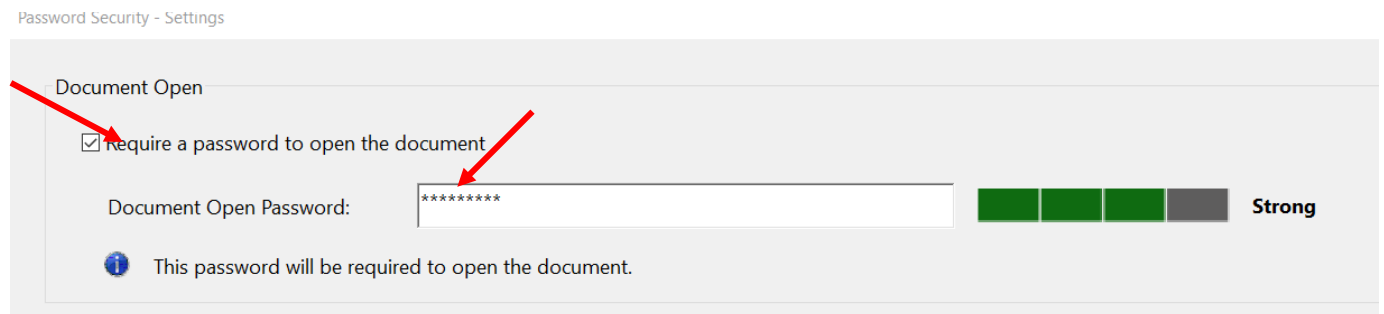 Password Security - Settings
Document Open
Require a password to open the document
Document Open Password: ********* Strong
This password will be required to open the document.